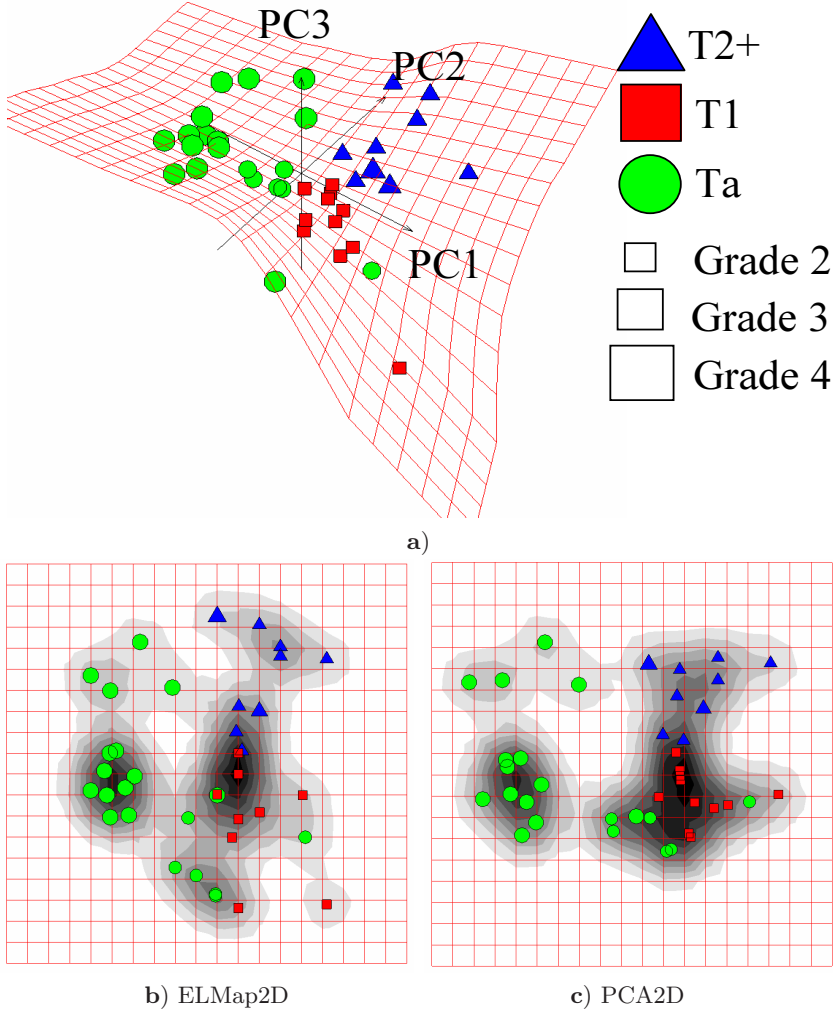 PC3
PC2
PC1
T2+
T1
Ta
Grade 2
Grade 3
Grade 4
a)
b) ELMap2D
c) PCA2D